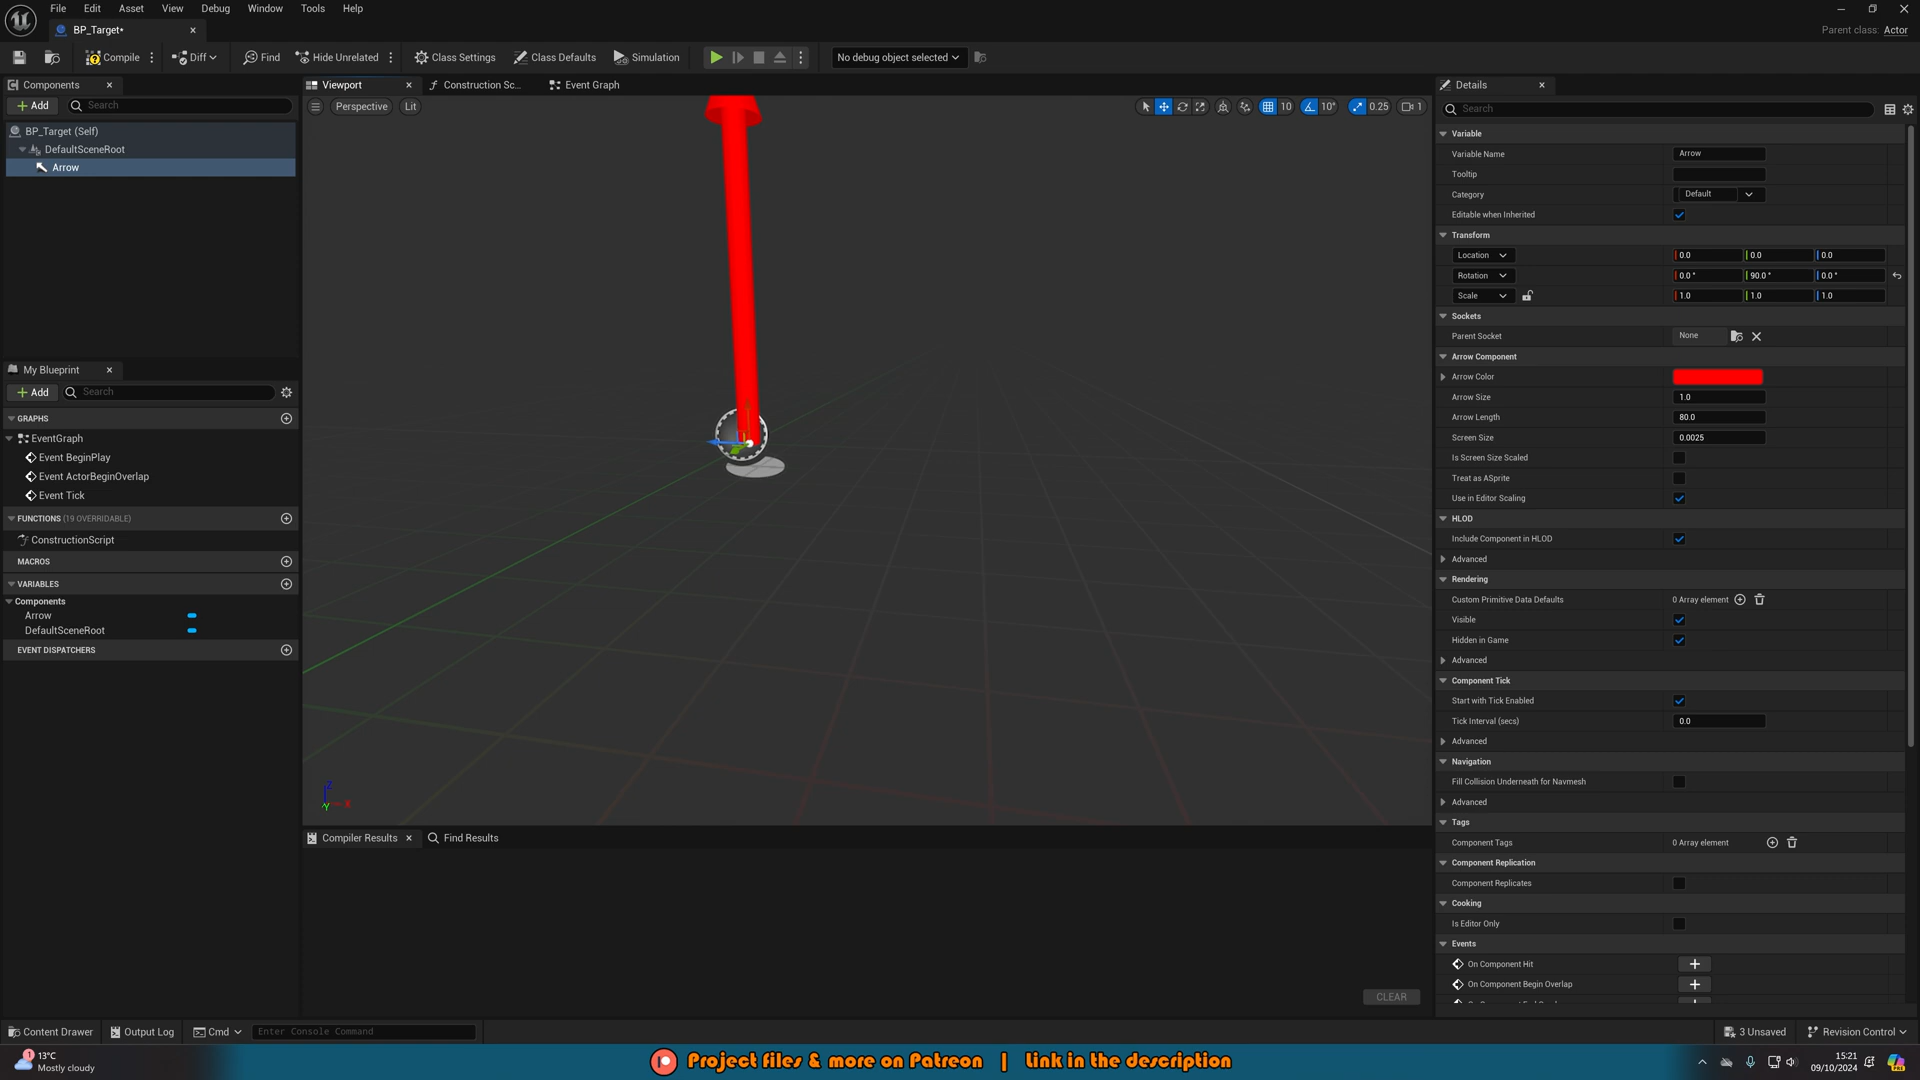 File Edit Asset View Debug Window Tools Help
BP_Target*
Parent class: Actor
Compile Diff Find Hide Unrelated Class Settings Class Defaults Simulation No debug object selected
Components
Add Search
BP_Target (Self)
DefaultSceneRoot
Arrow
My Blueprint
Add Search
GRAPHS
EventGraph
Event BeginPlay
Event ActorBeginOverlap
Event Tick
FUNCTIONS (19 OVERRIDABLE)
ConstructionScript
MACROS
VARIABLES
Components
Arrow
DefaultSceneRoot
EVENT DISPATCHERS
Viewport Construction Sc... Event Graph
Perspective Lit 10 10° 0.25 1
Z
Y X
Compiler Results Find Results
CLEAR
Details
Search
Variable
Variable Name Arrow
Tooltip
Category Default
Editable when Inherited
Transform
Location 0.0 0.0 0.0
Rotation 0.0 ° 90.0 ° 0.0 °
Scale 1.0 1.0 1.0
Sockets
Parent Socket None
Arrow Component
Arrow Color
Arrow Size 1.0
Arrow Length 80.0
Screen Size 0.0025
Is Screen Size Scaled
Treat as ASprite
Use in Editor Scaling
HLOD
Include Component in HLOD
Advanced
Rendering
Custom Primitive Data Defaults 0 Array element
Visible
Hidden in Game
Advanced
Component Tick
Start with Tick Enabled
Tick Interval (secs) 0.0
Advanced
Navigation
Fill Collision Underneath for Navmesh
Advanced
Tags
Component Tags 0 Array element
Component Replication
Component Replicates
Cooking
Is Editor Only
Events
On Component Hit
On Component Begin Overlap
Content Drawer Output Log Cmd Enter Console Command 3 Unsaved Revision Control
1 13°C
Mostly cloudy
Project files & more on Patreon | Link in the description
15:21
09/10/2024
PRE